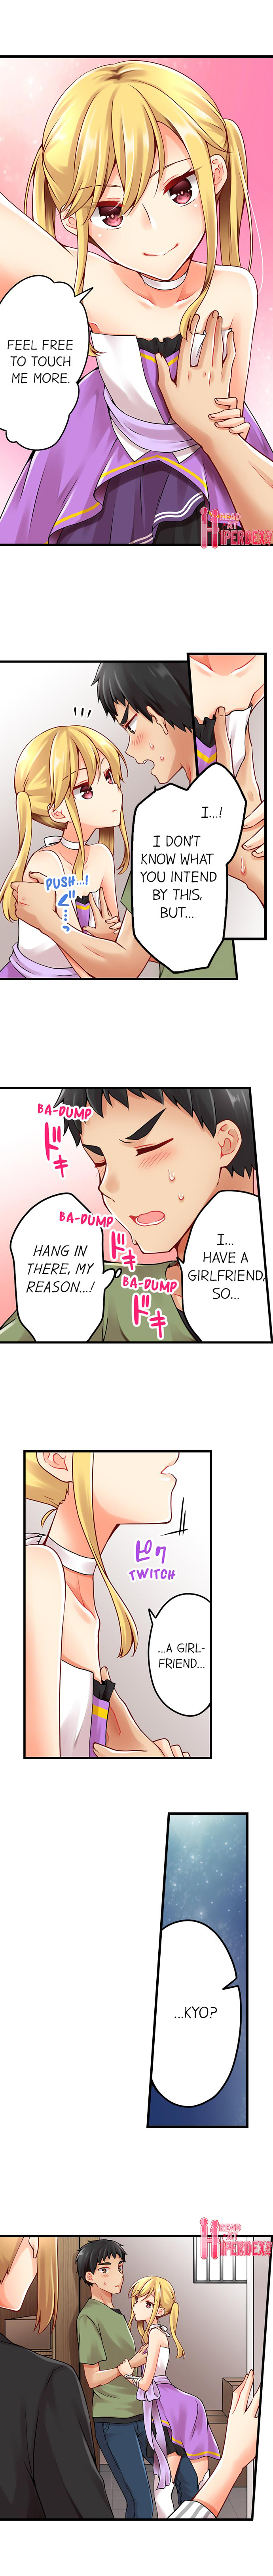 FEEL FREE
TO TOUCH
ME MORE.
READ
AT
HIPERDEX
I...!
I DON'T
KNOW WHAT
YOU INTEND
BY THIS,
BUT...
PUSH...!
ぐ…っ
BA-DUMP
ドキ
I...
HAVE A
GIRLFRIEND,
SO...
BA-DUMP
ドキ
HANG IN
THERE, MY
REASON...!
BA-DUMP
ドキ
ピク
TWITCH
...A GIRL-
FRIEND...
...KYO?
READ
AT
HIPERDEX